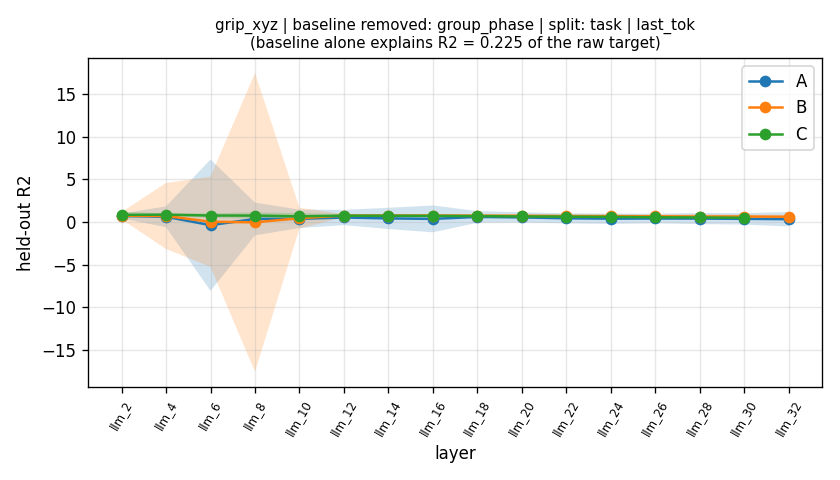 grip_xyz | baseline removed: group_phase | split: task | last_tok
(baseline alone explains R2 = 0.225 of the raw target)
A
B
C
held-out R2
15
10
5
0
−5
−10
−15
llm_2
llm_4
llm_6
llm_8
llm_10
llm_12
llm_14
llm_16
llm_18
llm_20
llm_22
llm_24
llm_26
llm_28
llm_30
llm_32
layer